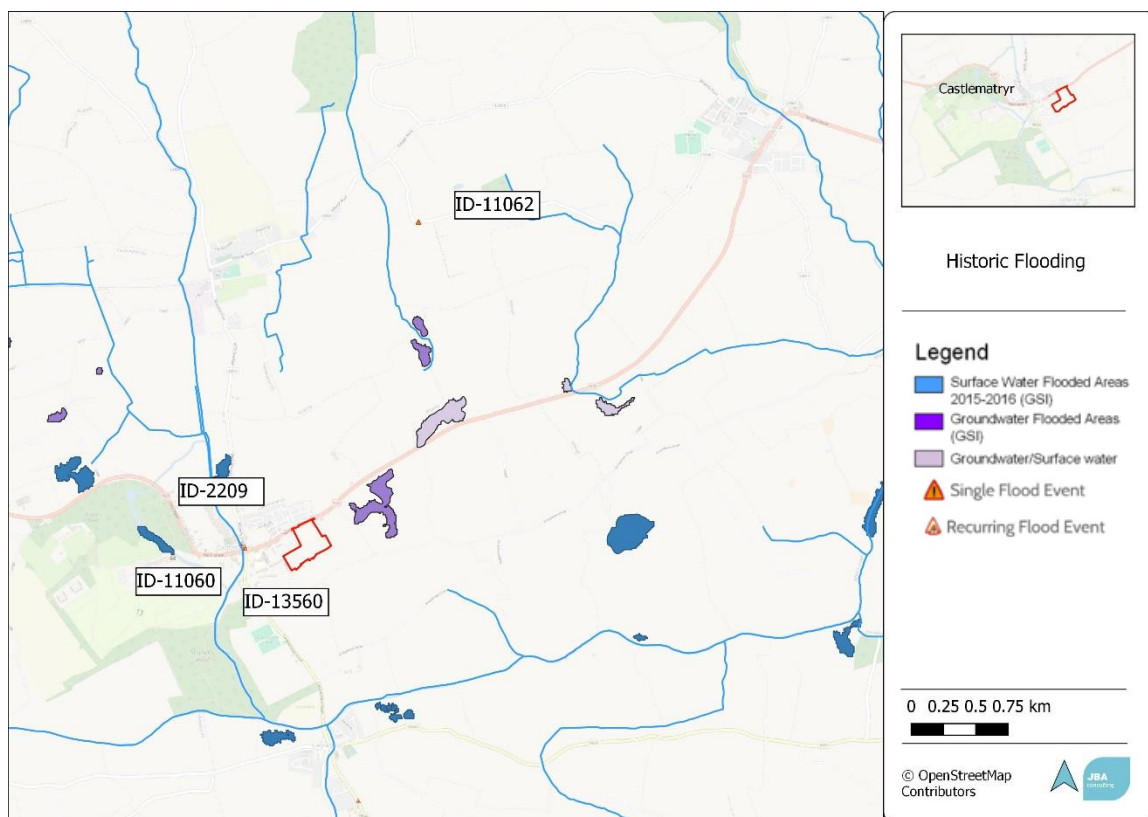 ID-11062
ID-2209
ID-11060
ID-13560
Castlematryr
Historic Flooding
Legend
Surface Water Flooded Areas
2015-2016 (GSI)
Groundwater Flooded Areas
(GSI)
Groundwater/Surface water
Single Flood Event
Recurring Flood Event
0 0.25 0.5 0.75 km
© OpenStreetMap
Contributors
JBA
consulting